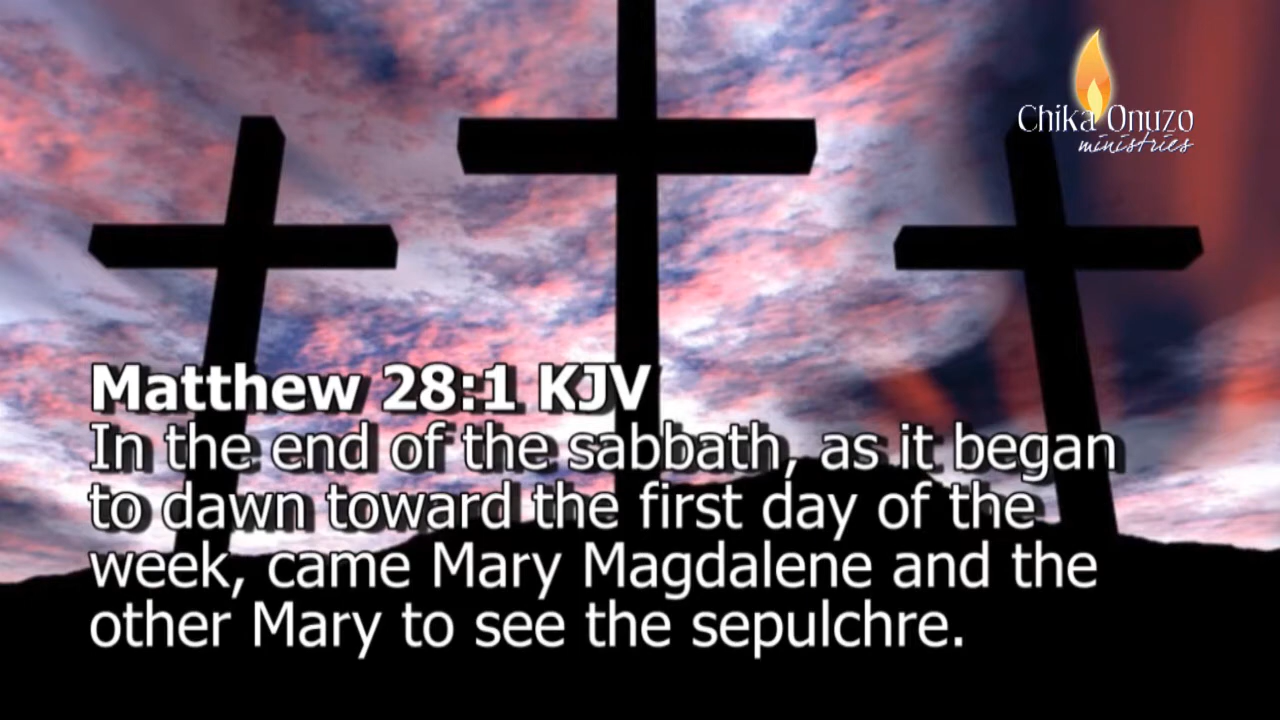 Chika Onuzo
ministries
Matthew 28:1 KJV
In the end of the sabbath, as it began
to dawn toward the first day of the
week, came Mary Magdalene and the
other Mary to see the sepulchre.